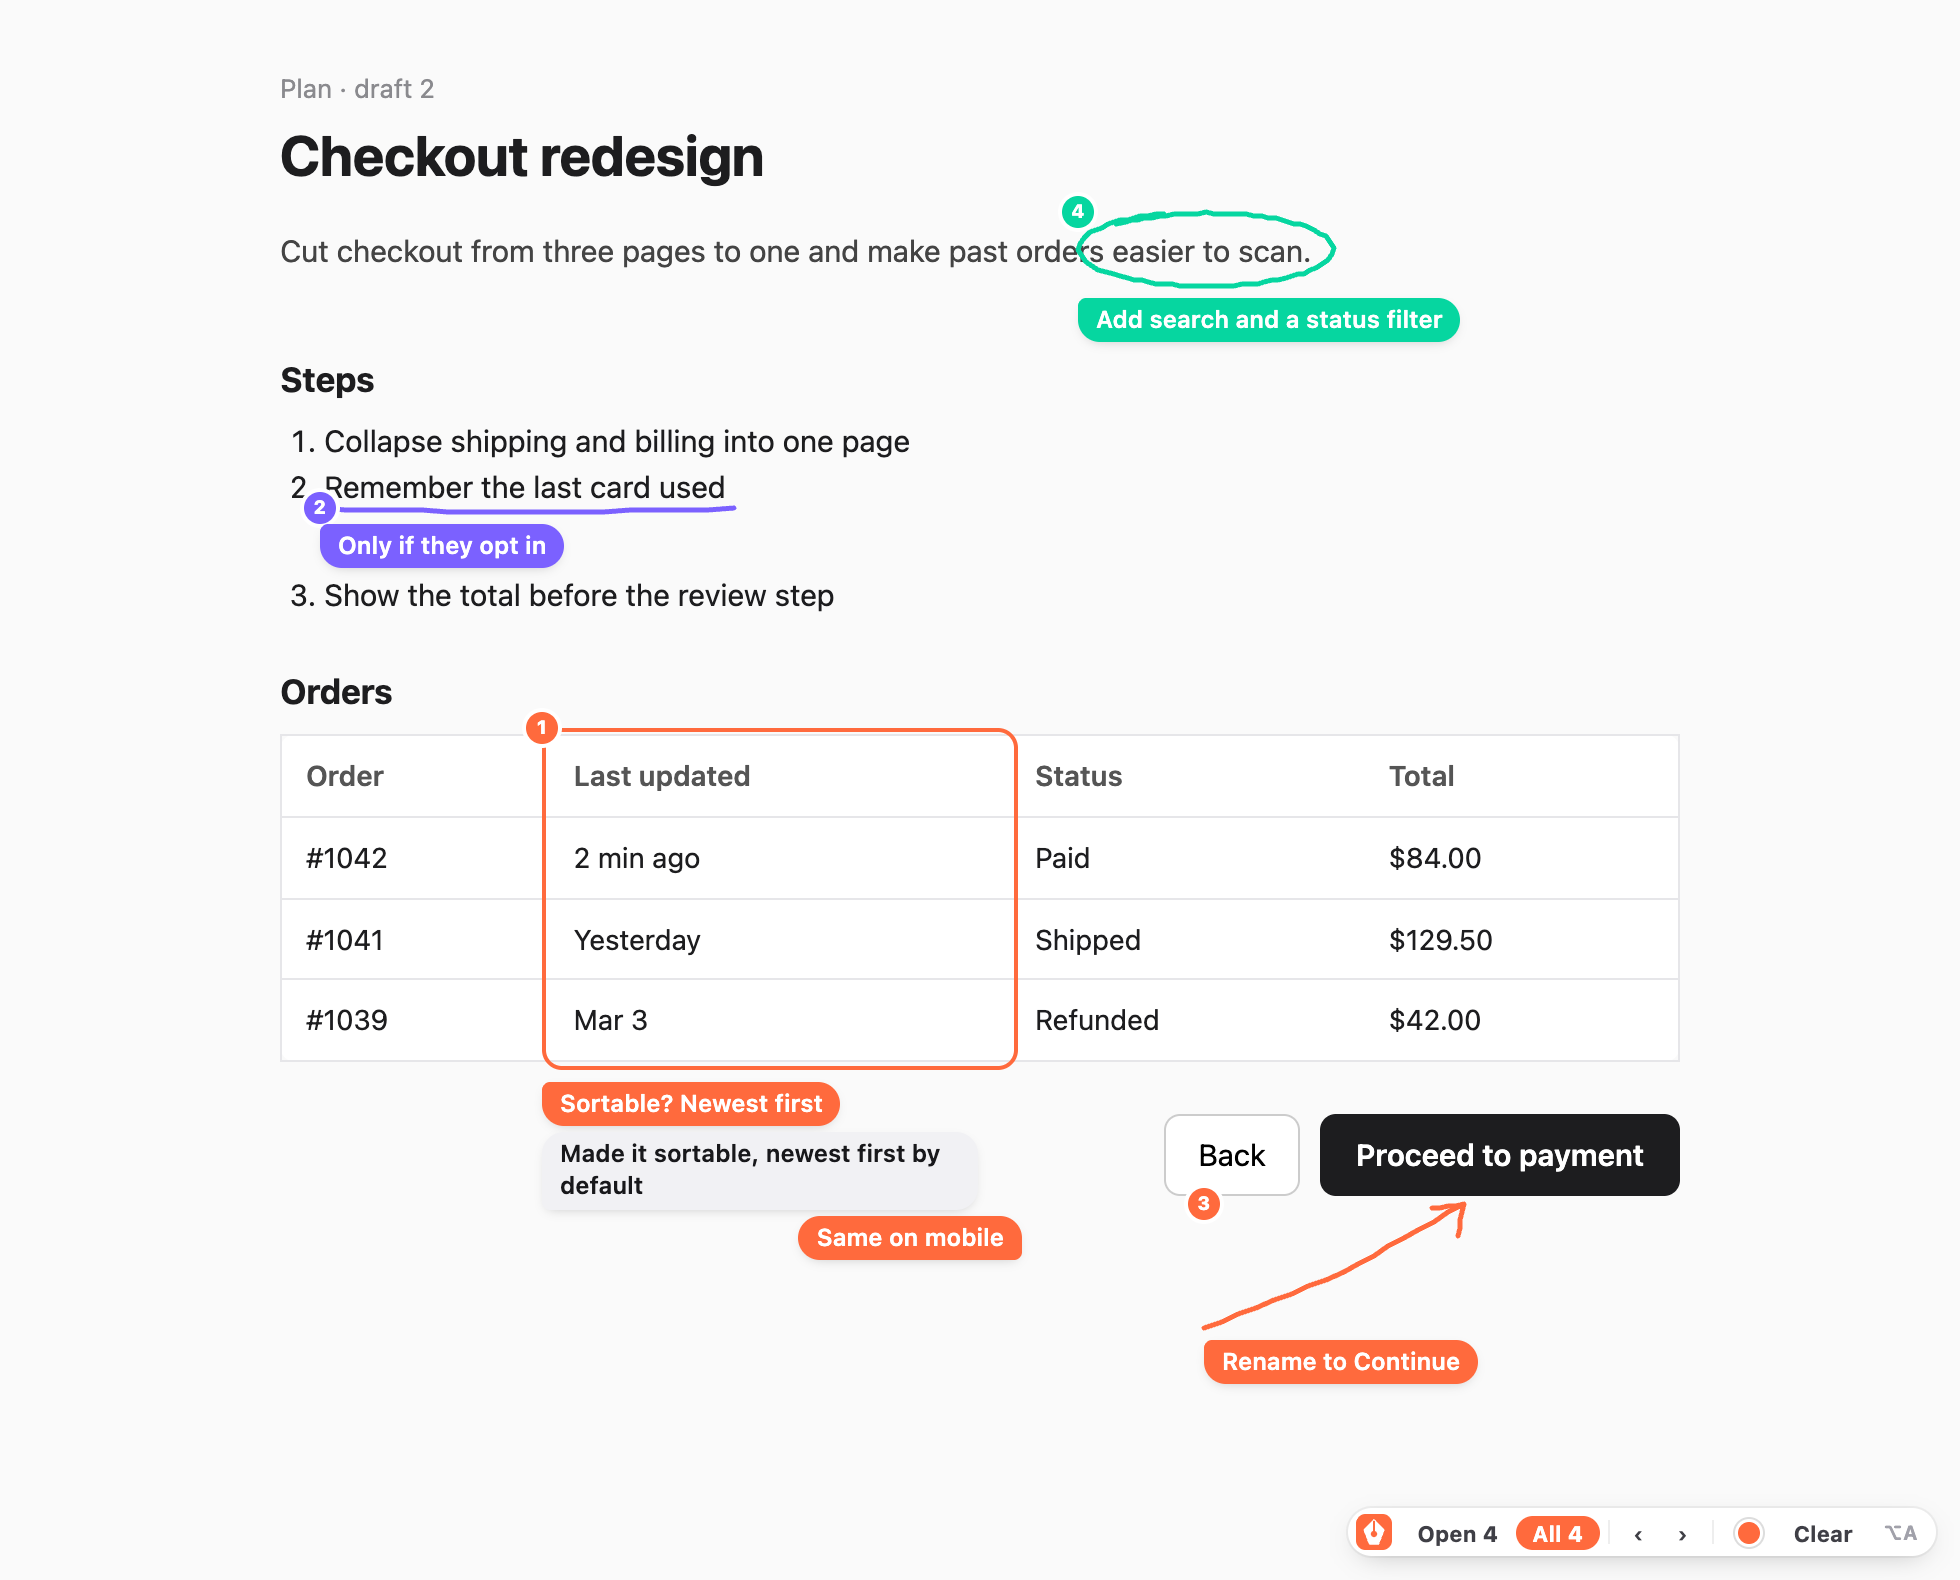 Plan · draft 2
Checkout redesign
4
Cut checkout from three pages to one and make past orders easier to scan.
Add search and a status filter
Steps
1. Collapse shipping and billing into one page
2. Remember the last card used
2
Only if they opt in
3. Show the total before the review step
Orders
1
Order Last updated Status Total
#1042 2 min ago Paid $84.00
#1041 Yesterday Shipped $129.50
#1039 Mar 3 Refunded $42.00
Sortable? Newest first
Made it sortable, newest first by
default
Same on mobile
Back Proceed to payment
3
Rename to Continue
Open 4 All 4 ‹ › Clear ⌥A